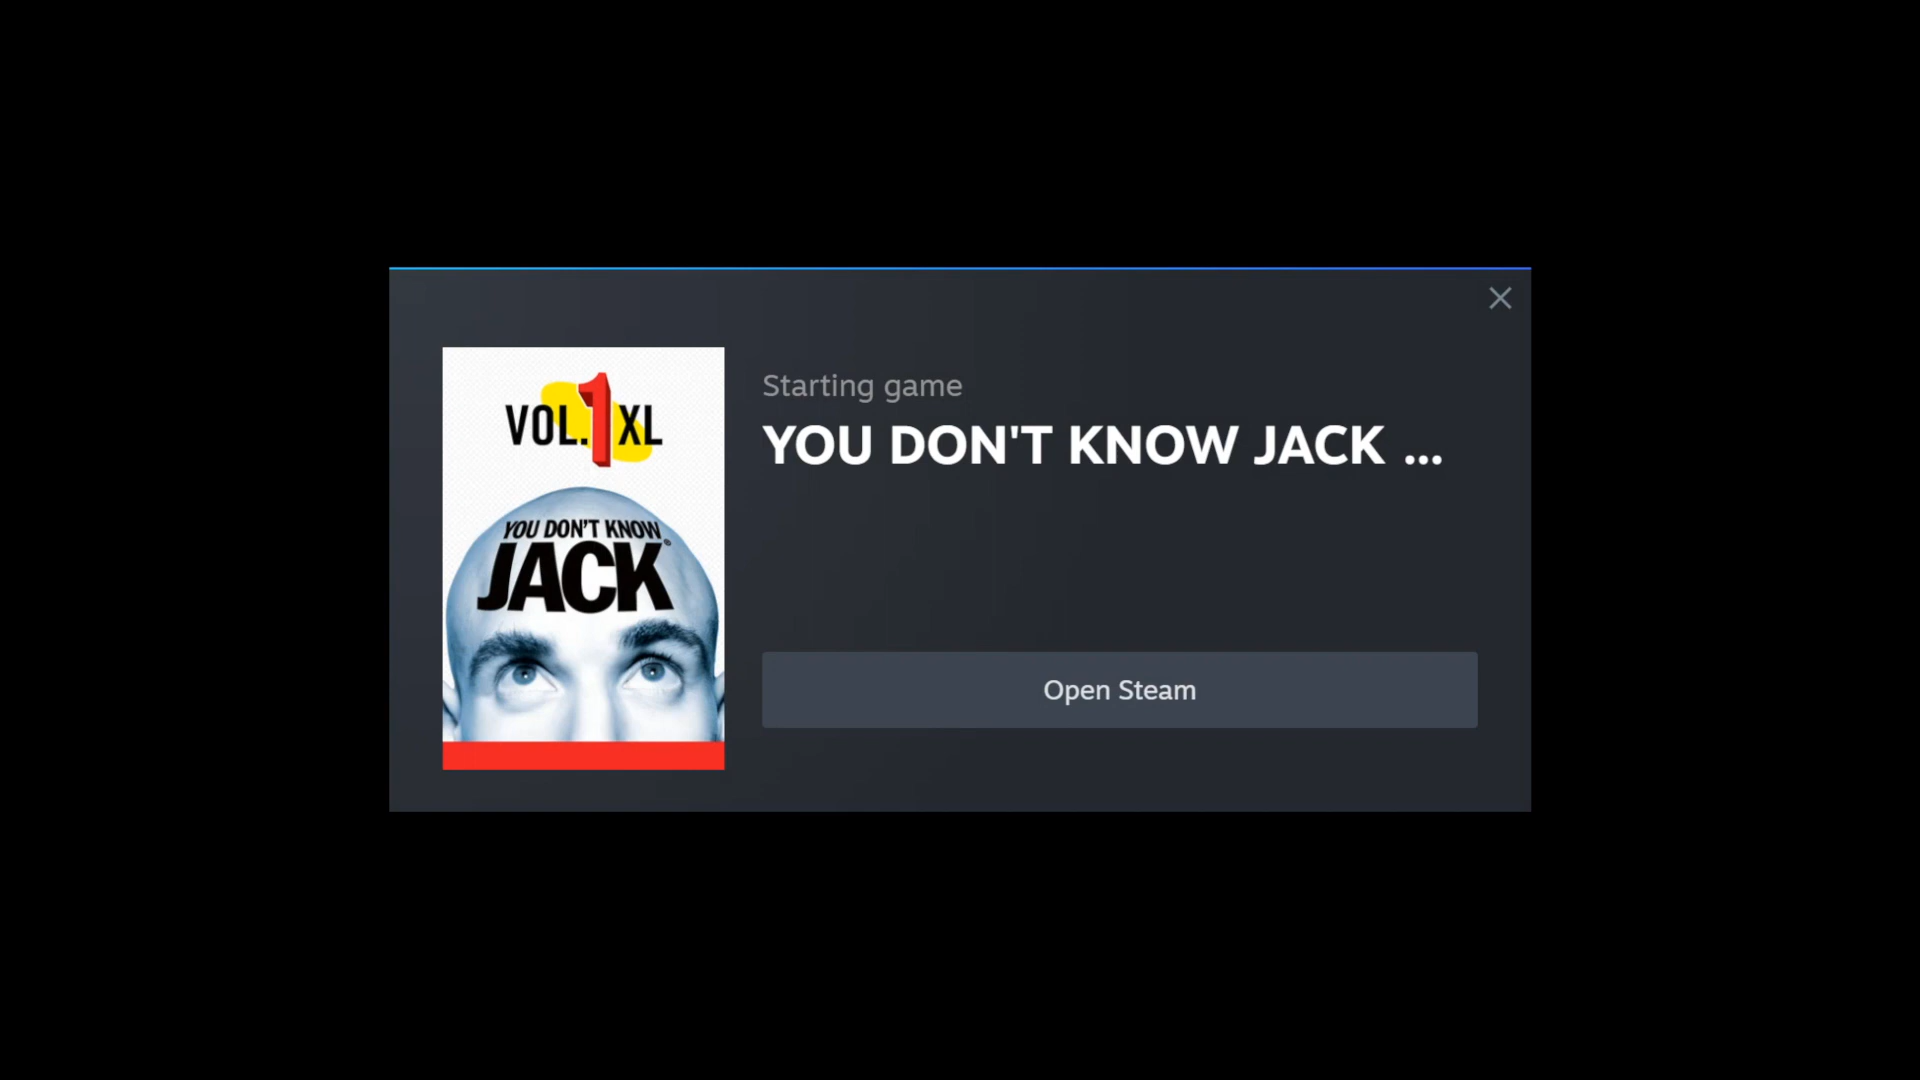 VOL.1XL
YOU DON'T KNOW
JACK®
Starting game
YOU DON'T KNOW JACK ...
Open Steam